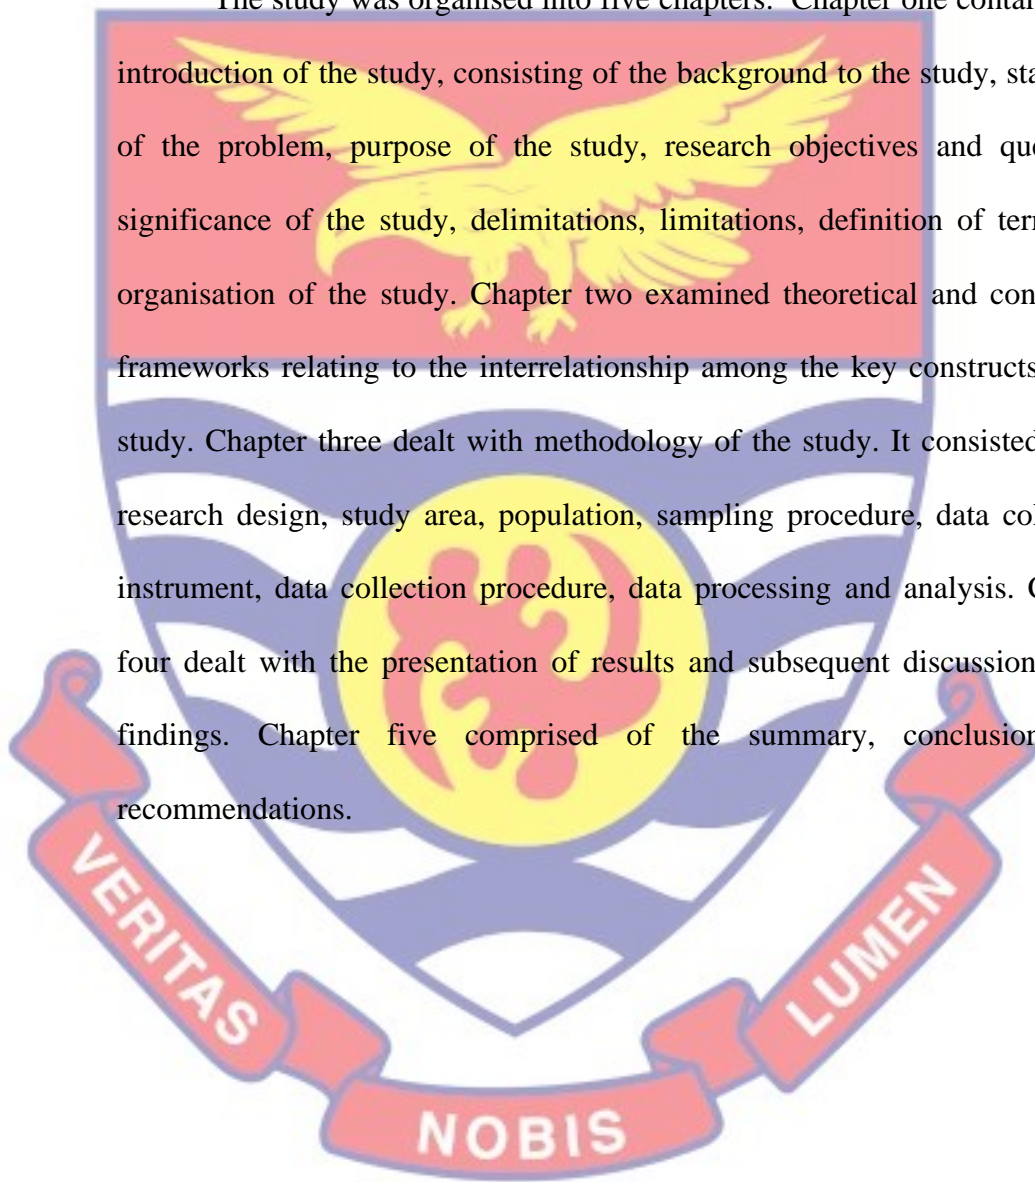 The study was organised into five chapters. Chapter one contai
introduction of the study, consisting of the background to the study, sta
of the problem, purpose of the study, research objectives and que
significance of the study, delimitations, limitations, definition of ter
organisation of the study. Chapter two examined theoretical and con
frameworks relating to the interrelationship among the key constructs
study. Chapter three dealt with methodology of the study. It consisted
research design, study area, population, sampling procedure, data co
instrument, data collection procedure, data processing and analysis.
four dealt with the presentation of results and subsequent discussion
findings. Chapter five comprised of the summary, conclusion
recommendations.
VERITAS
NOBIS
LUMEN